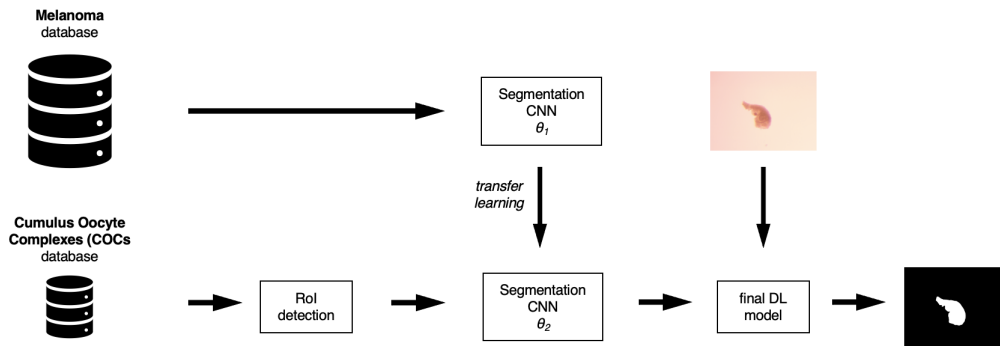 Melanoma
database
Segmentation
CNN
θ1
transfer
learning
Cumulus Oocyte
Complexes (COCs
database
RoI
detection
Segmentation
CNN
θ2
final DL
model